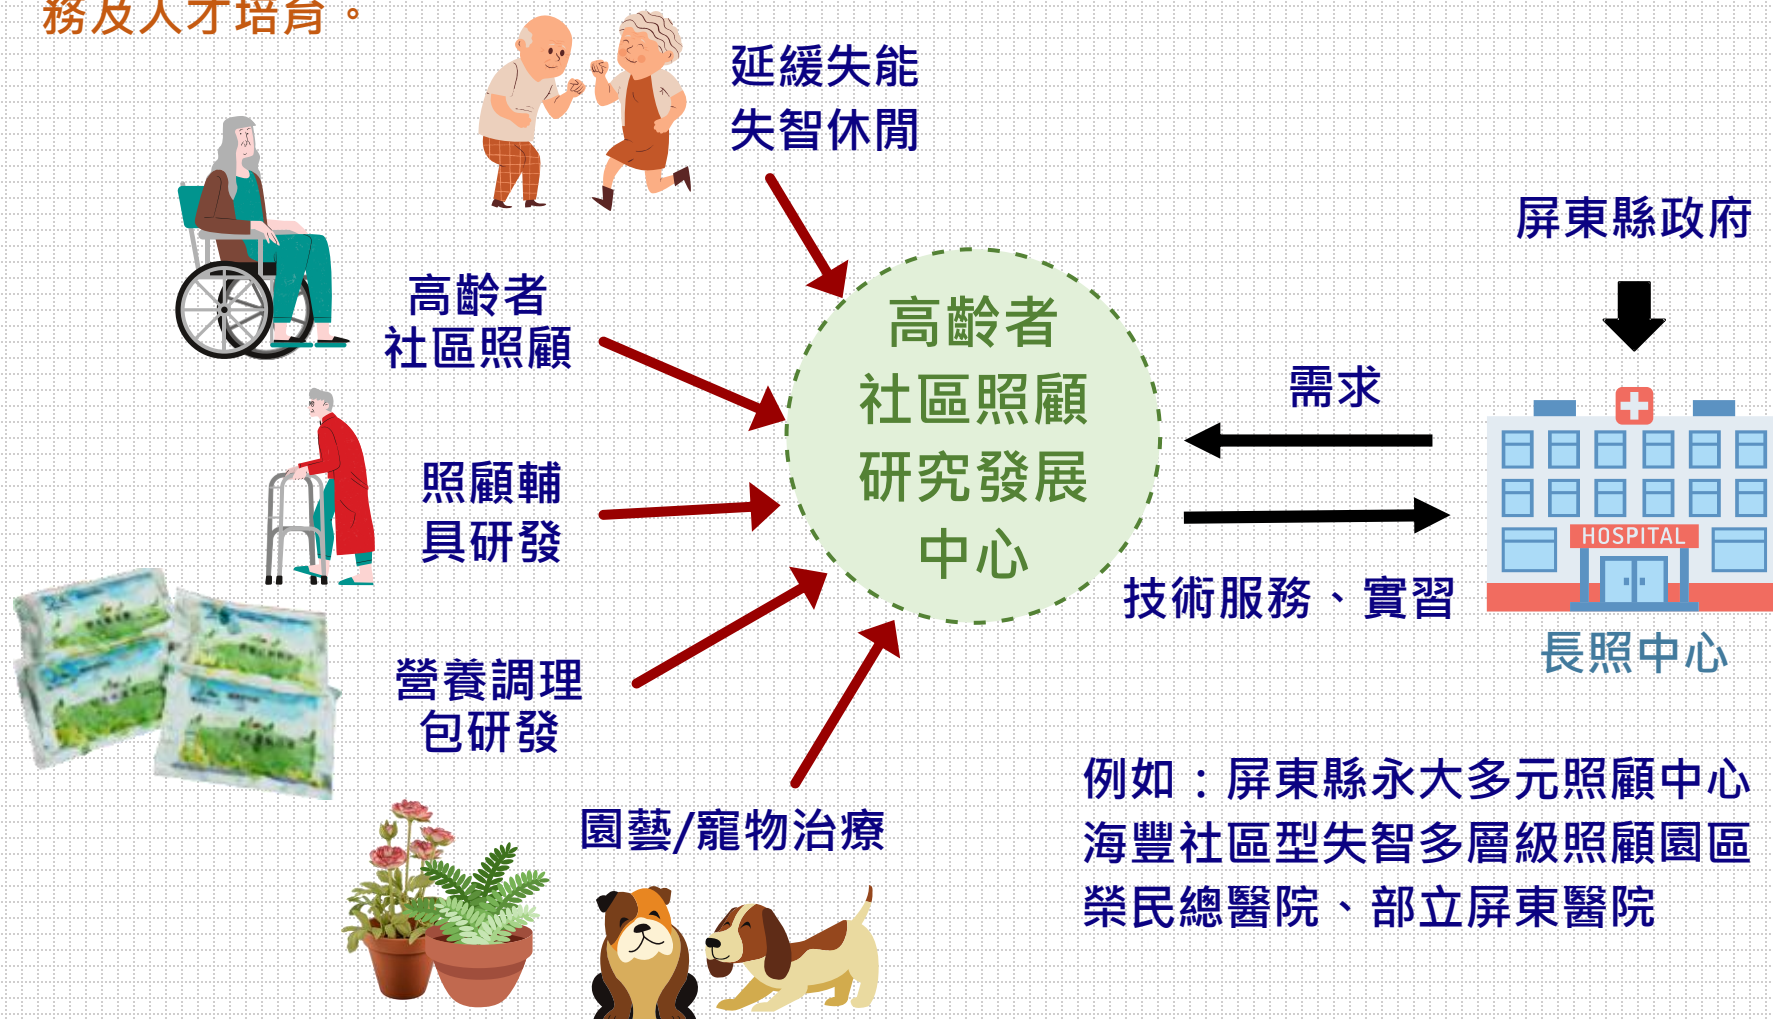 務及人才培育。
延緩失能
失智休閒
屏東縣政府
高齡者
社區照顧
高齡者
社區照顧
研究發展
中心
需求
照顧輔
具研發
HOSPITAL
技術服務、實習
長照中心
營養調理
包研發
園藝/寵物治療
例如：屏東縣永大多元照顧中心
海豐社區型失智多層級照顧園區
榮民總醫院、部立屏東醫院